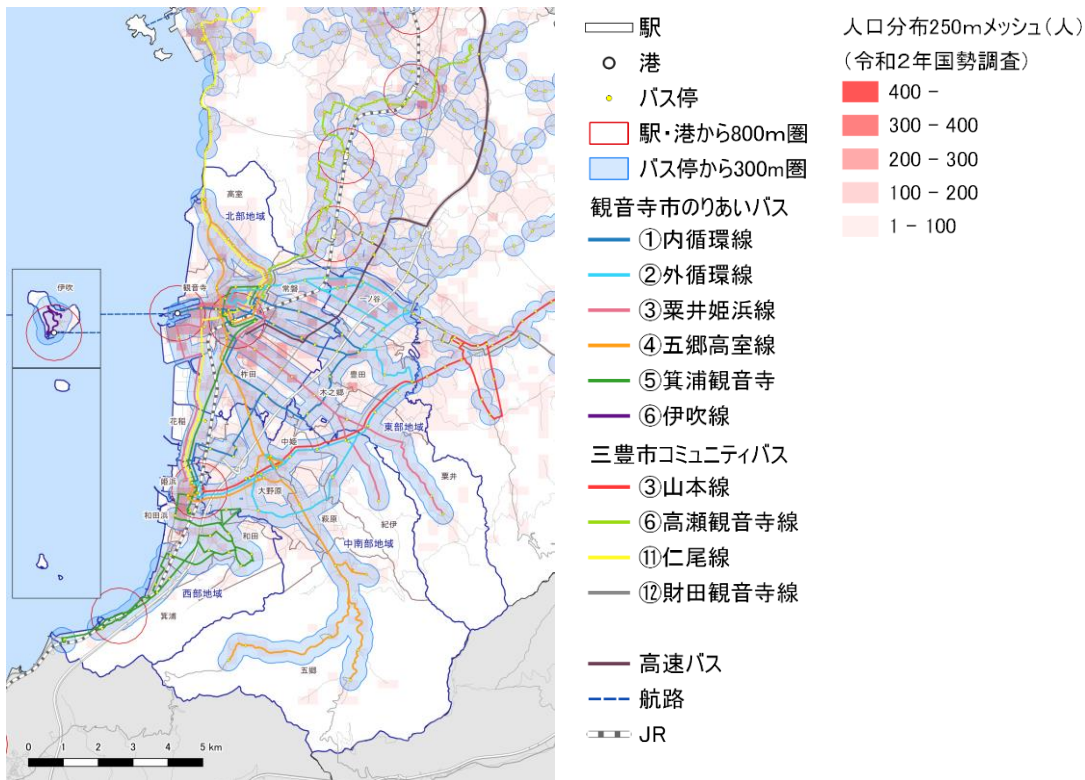 高室
北部地域
伊吹
観音寺
常磐
一ノ谷
柞田
豊田
木之郷
花稲
中姫
東部地域
粟井
姫浜
大野原
和田浜
萩原
紀伊
和田
中南部地域
西部地域
箕浦
五郷
0 1 2 3 4 5 km
駅
港
バス停
駅・港から800m圏
バス停から300m圏
観音寺市のりあいバス
①内循環線
②外循環線
③粟井姫浜線
④五郷高室線
⑤箕浦観音寺
⑥伊吹線
三豊市コミュニティバス
③山本線
⑥高瀬観音寺線
⑪仁尾線
⑫財田観音寺線
高速バス
航路
JR
人口分布250mメッシュ(人)
(令和2年国勢調査)
400 -
300 - 400
200 - 300
100 - 200
1 - 100